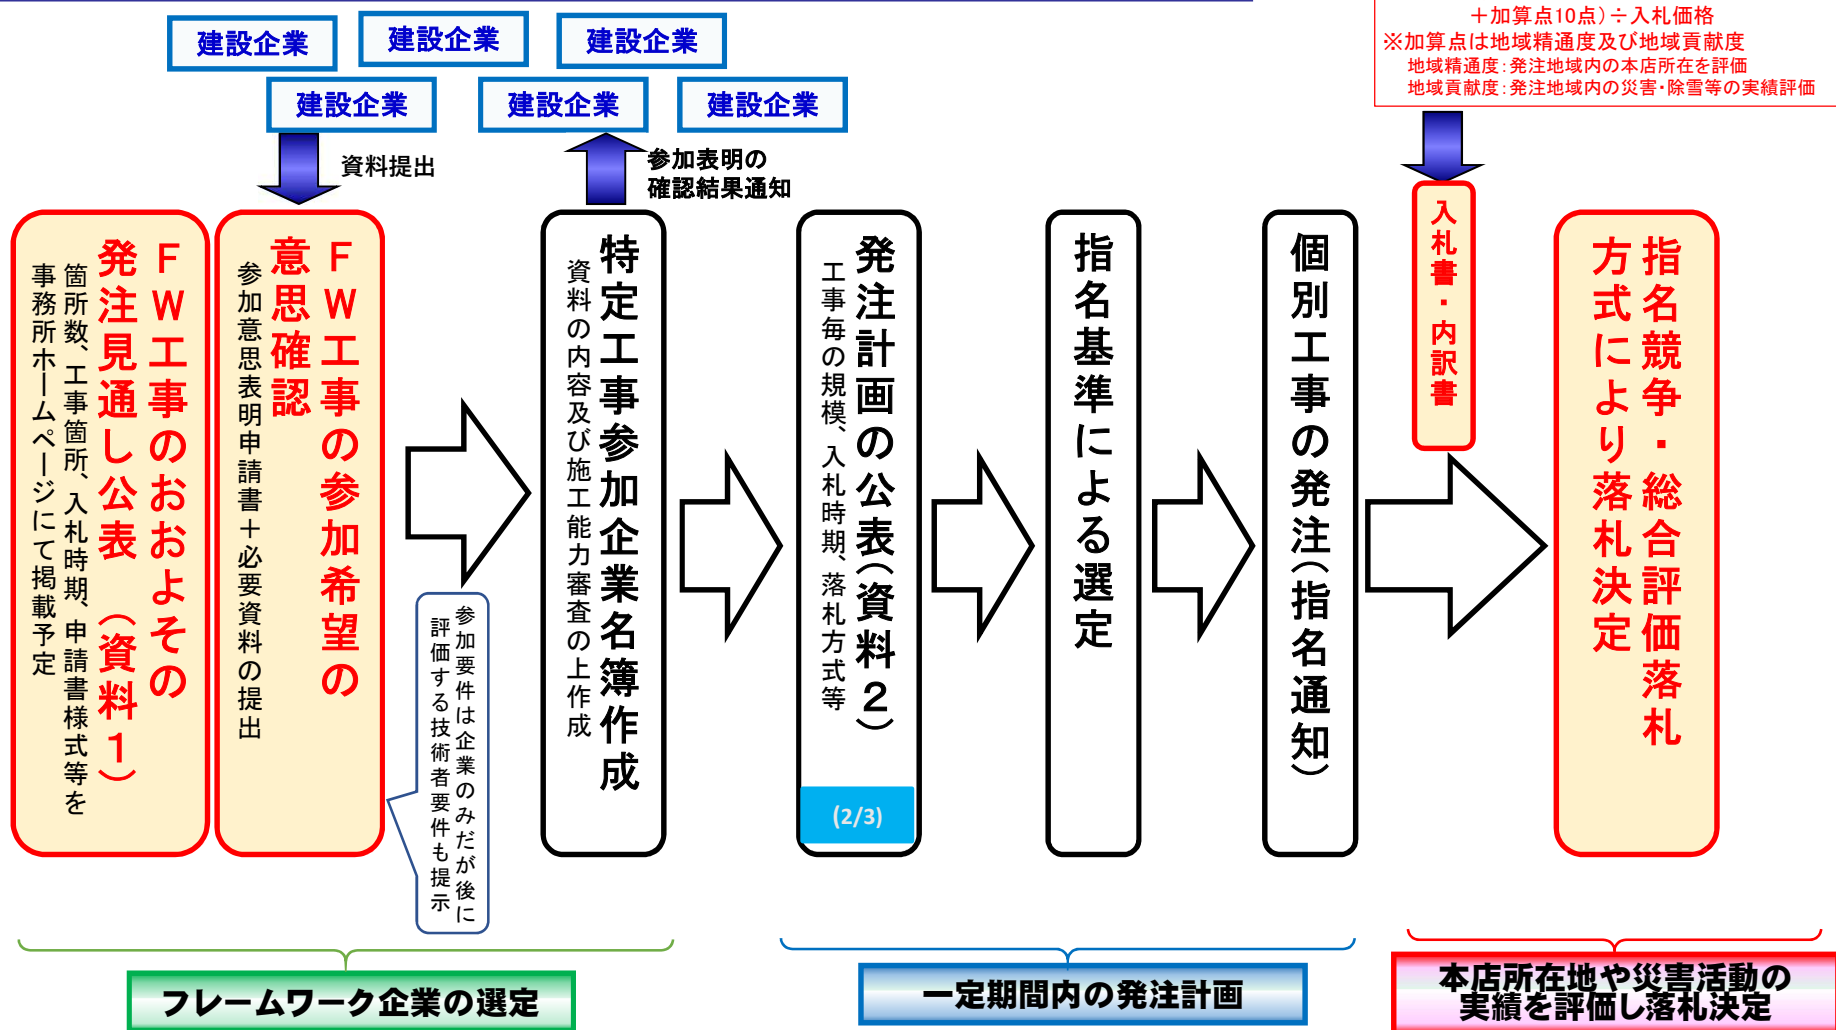 ＋加算点10点)÷入札価格
※加算点は地域精通度及び地域貢献度
地域精通度：発注地域内の本店所在を評価
地域貢献度：発注地域内の災害・除雪等の実績評価
建設企業
建設企業
建設企業
建設企業
建設企業
建設企業
資料提出
参加表明の
確認結果通知
ＦＷ工事のおおよその
発注見通し公表　（資料１）
箇所数、工事箇所、入札時期、申請書様式等を
事務所ホームページにて掲載予定
ＦＷ工事の参加希望の
意思確認
参加意思表明申請書＋必要資料の提出
参加要件は企業のみだが後に
評価する技術者要件も提示
特定工事参加企業名簿作成
資料の内容及び施工能力審査の上作成
発注計画の公表（資料２）
工事毎の規模、入札時期、落札方式等
(2/3)
指名基準による選定
個別工事の発注（指名通知）
入札書・内訳書
指名競争・総合評価落札
方式により落札決定
フレームワーク企業の選定
一定期間内の発注計画
本店所在地や災害活動の
実績を評価し落札決定